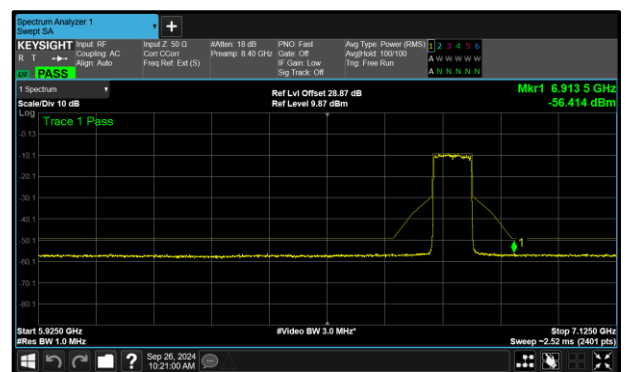 Spectrum Analyzer 1
Swept SA
KEYSIGHT Input: RF Input Z: 50 Ω #Atten: 18 dB PNO: Fast Avg Type: Power (RMS) 1 2 3 4 5 6
R T Coupling: AC Corr CCorr Preamp: 8.40 GHz Gate: Off Avg|Hold: 100/100 A W W W W W
Align: Auto Freq Ref: Ext (S) IF Gain: Low Trig: Free Run
PASS Sig Track: Off A N N N N N
1 Spectrum Ref Lvl Offset 28.87 dB Mkr1 6.913 5 GHz
Scale/Div 10 dB Ref Level 9.87 dBm -56.414 dBm
Log Trace 1 Pass
-0.13
-10.1
-20.1
-30.1
-40.1
-50.1
1
-60.1
-70.1
-80.1
Start 5.9250 GHz #Video BW 3.0 MHz* Stop 7.1250 GHz
#Res BW 1.0 MHz Sweep ~2.52 ms (2401 pts)
? Sep 26, 2024
10:21:00 AM